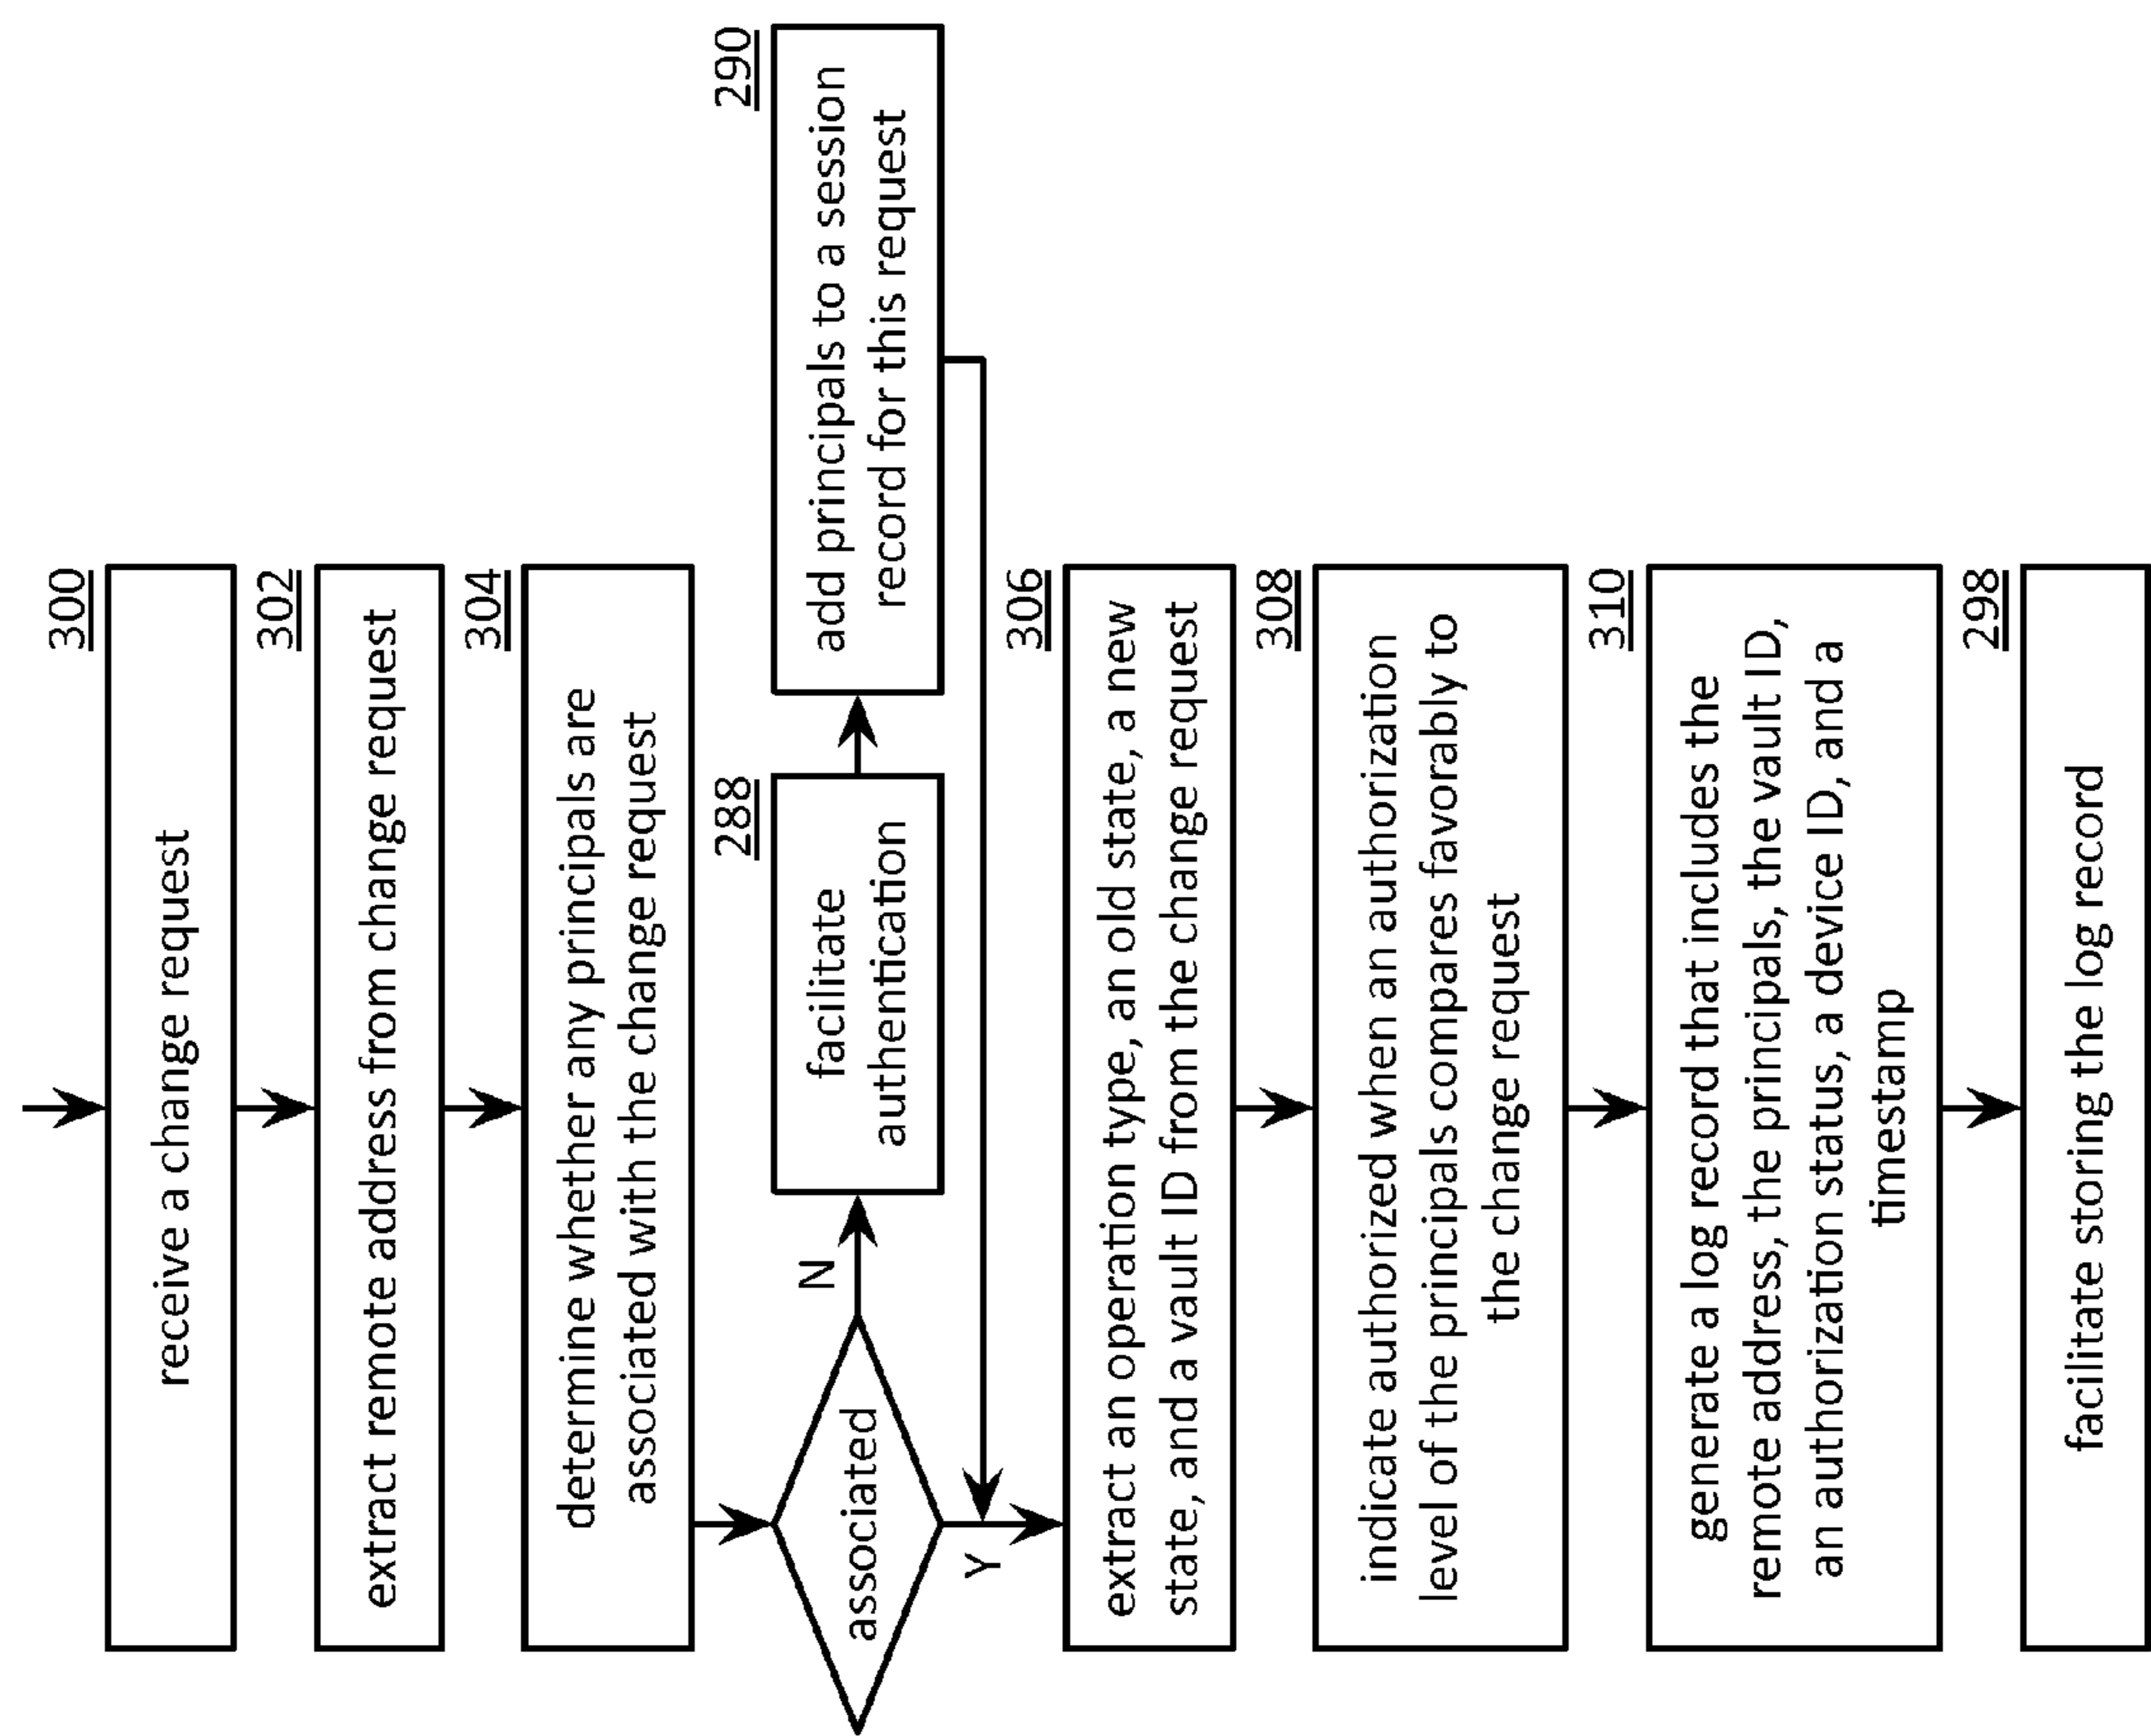 300
receive a change request
302
extract remote address from change request
304
determine whether any principals are
associated with the change request
associated
N
Y
288
facilitate
authentication
290
add principals to a session
record for this request
306
extract an operation type, an old state, a new
state, and a vault ID from the change request
308
indicate authorized when an authorization
level of the principals compares favorably to
the change request
310
generate a log record that includes the
remote address, the principals, the vault ID,
an authorization status, a device ID, and a
timestamp
298
facilitate storing the log record